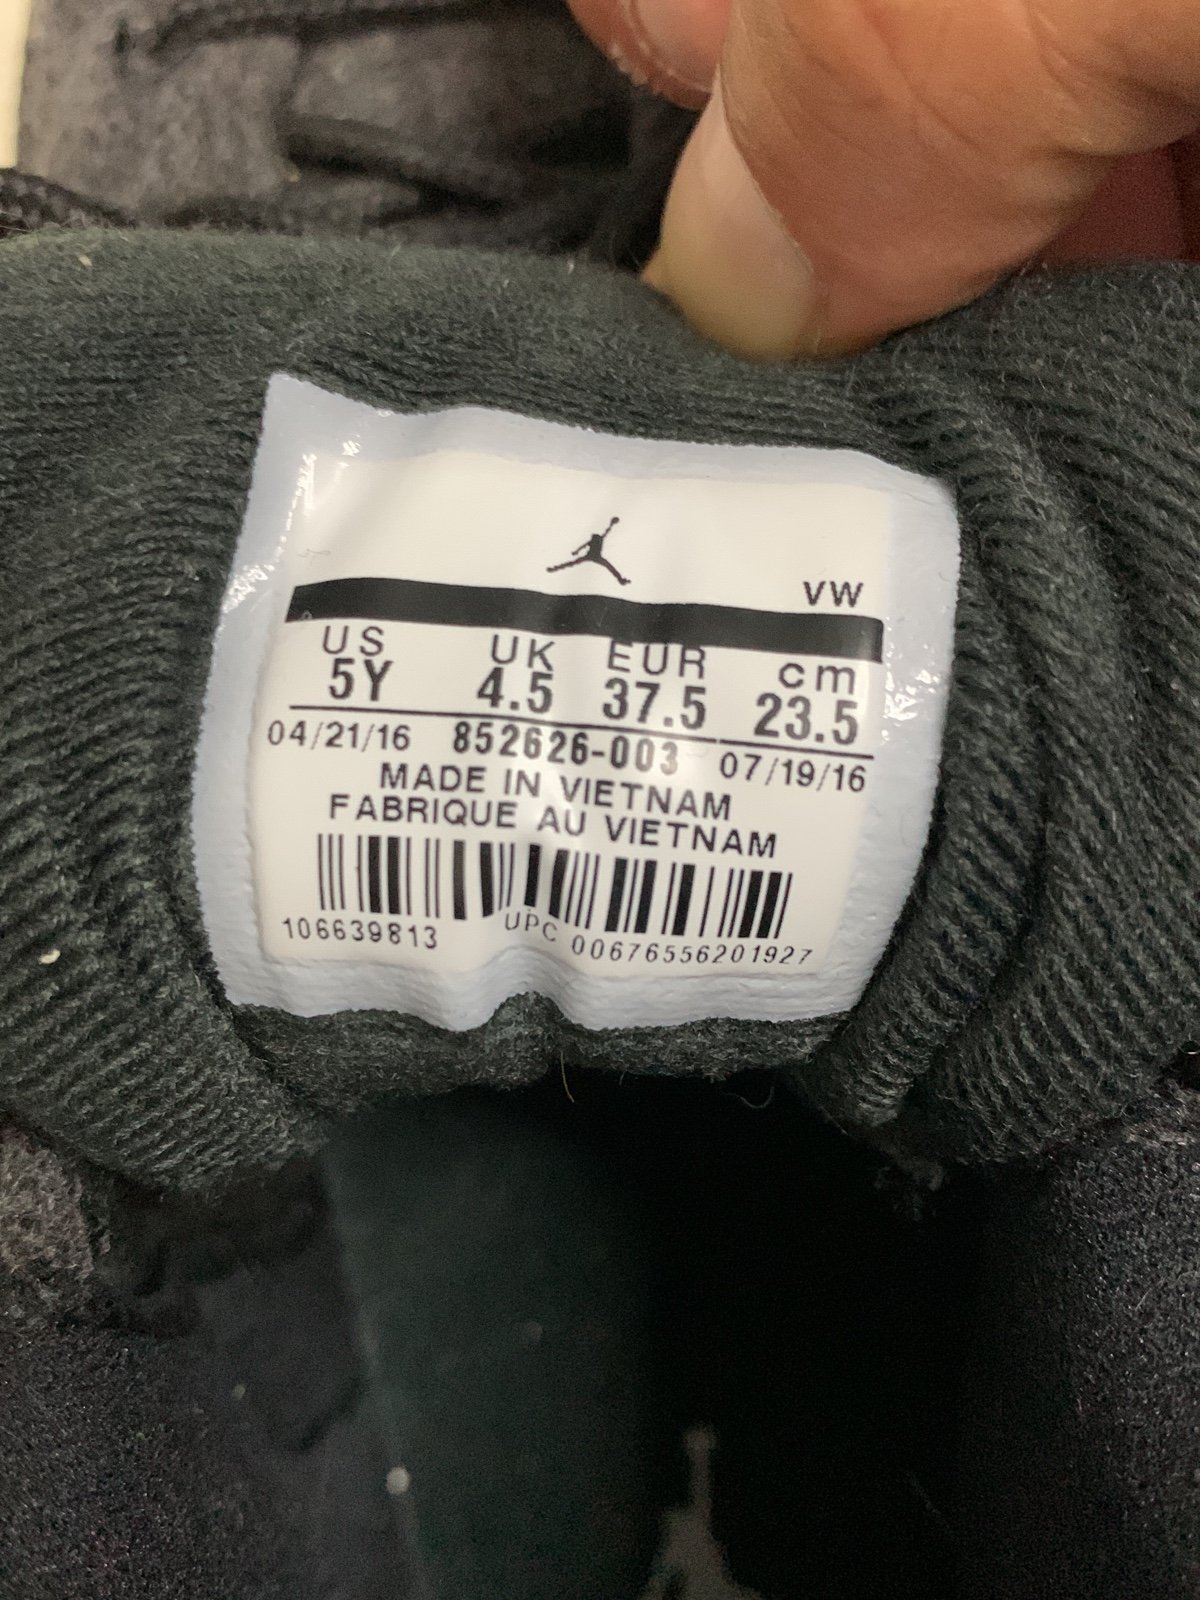 VW
US UK EUR cm
5Y 4.5 37.5 23.5
04/21/16 852626-003 07/19/16
MADE IN VIETNAM
FABRIQUE AU VIETNAM
106639813 UPC 00676556201927